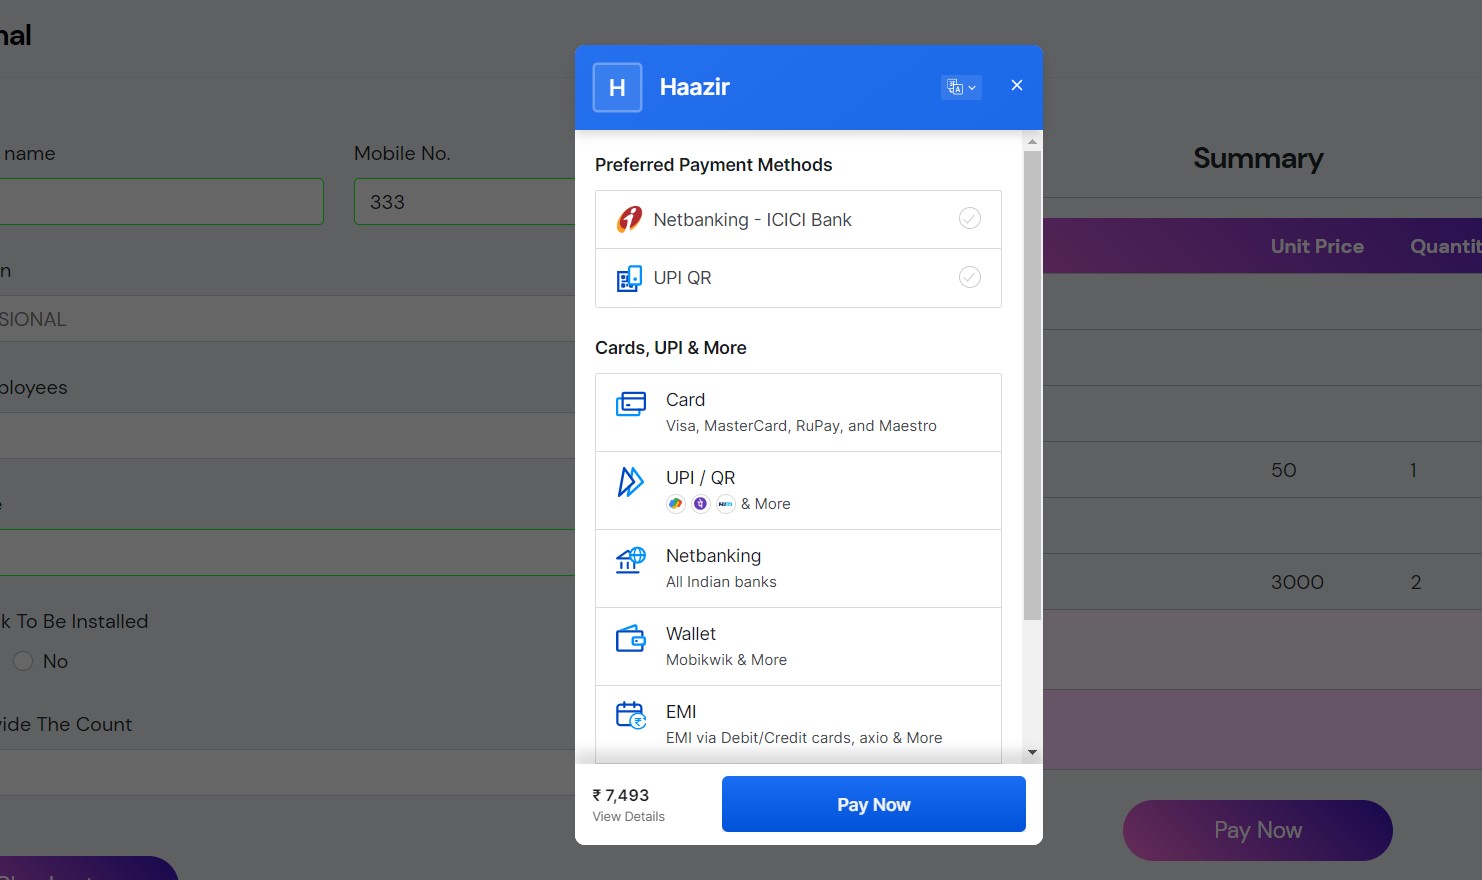 nal
name
Mobile No.
333
n
SIONAL
ployees
k To Be Installed
No
vide The Count
H
Haazir
Preferred Payment Methods
Netbanking - ICICI Bank
UPI QR
Cards, UPI & More
Card
Visa, MasterCard, RuPay, and Maestro
UPI / QR
& More
Netbanking
All Indian banks
Wallet
Mobikwik & More
EMI
EMI via Debit/Credit cards, axio & More
₹ 7,493
View Details
Pay Now
Summary
Unit Price Quantit
50 1
3000 2
Pay Now